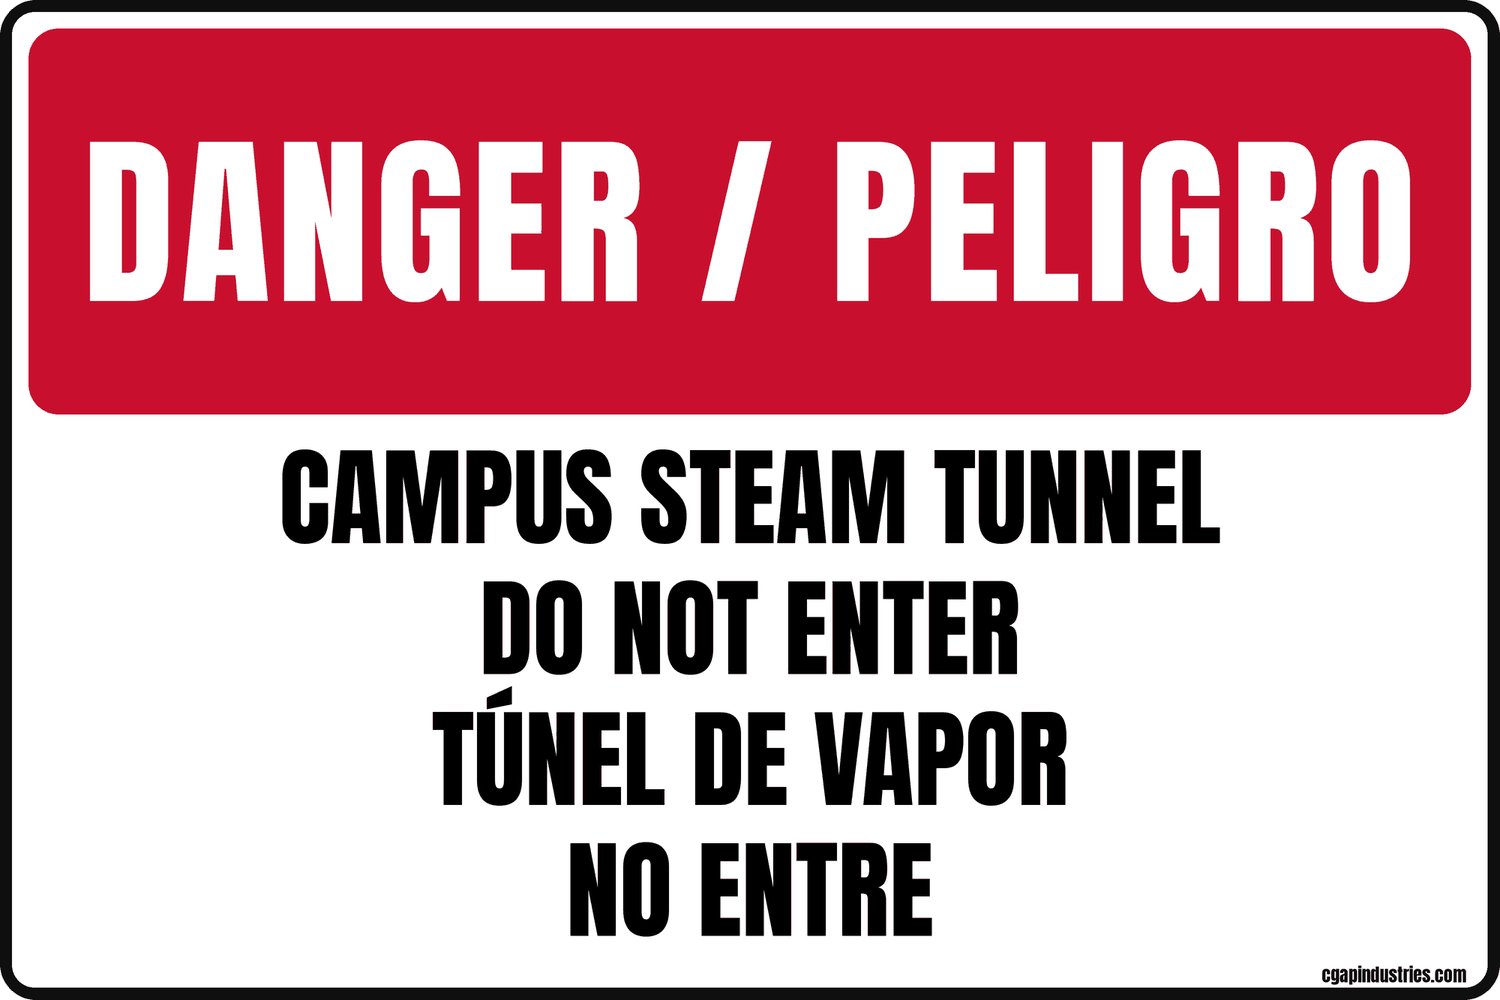 DANGER / PELIGRO
CAMPUS STEAM TUNNEL
DO NOT ENTER
TÚNEL DE VAPOR
NO ENTRE
cgapindustries.com